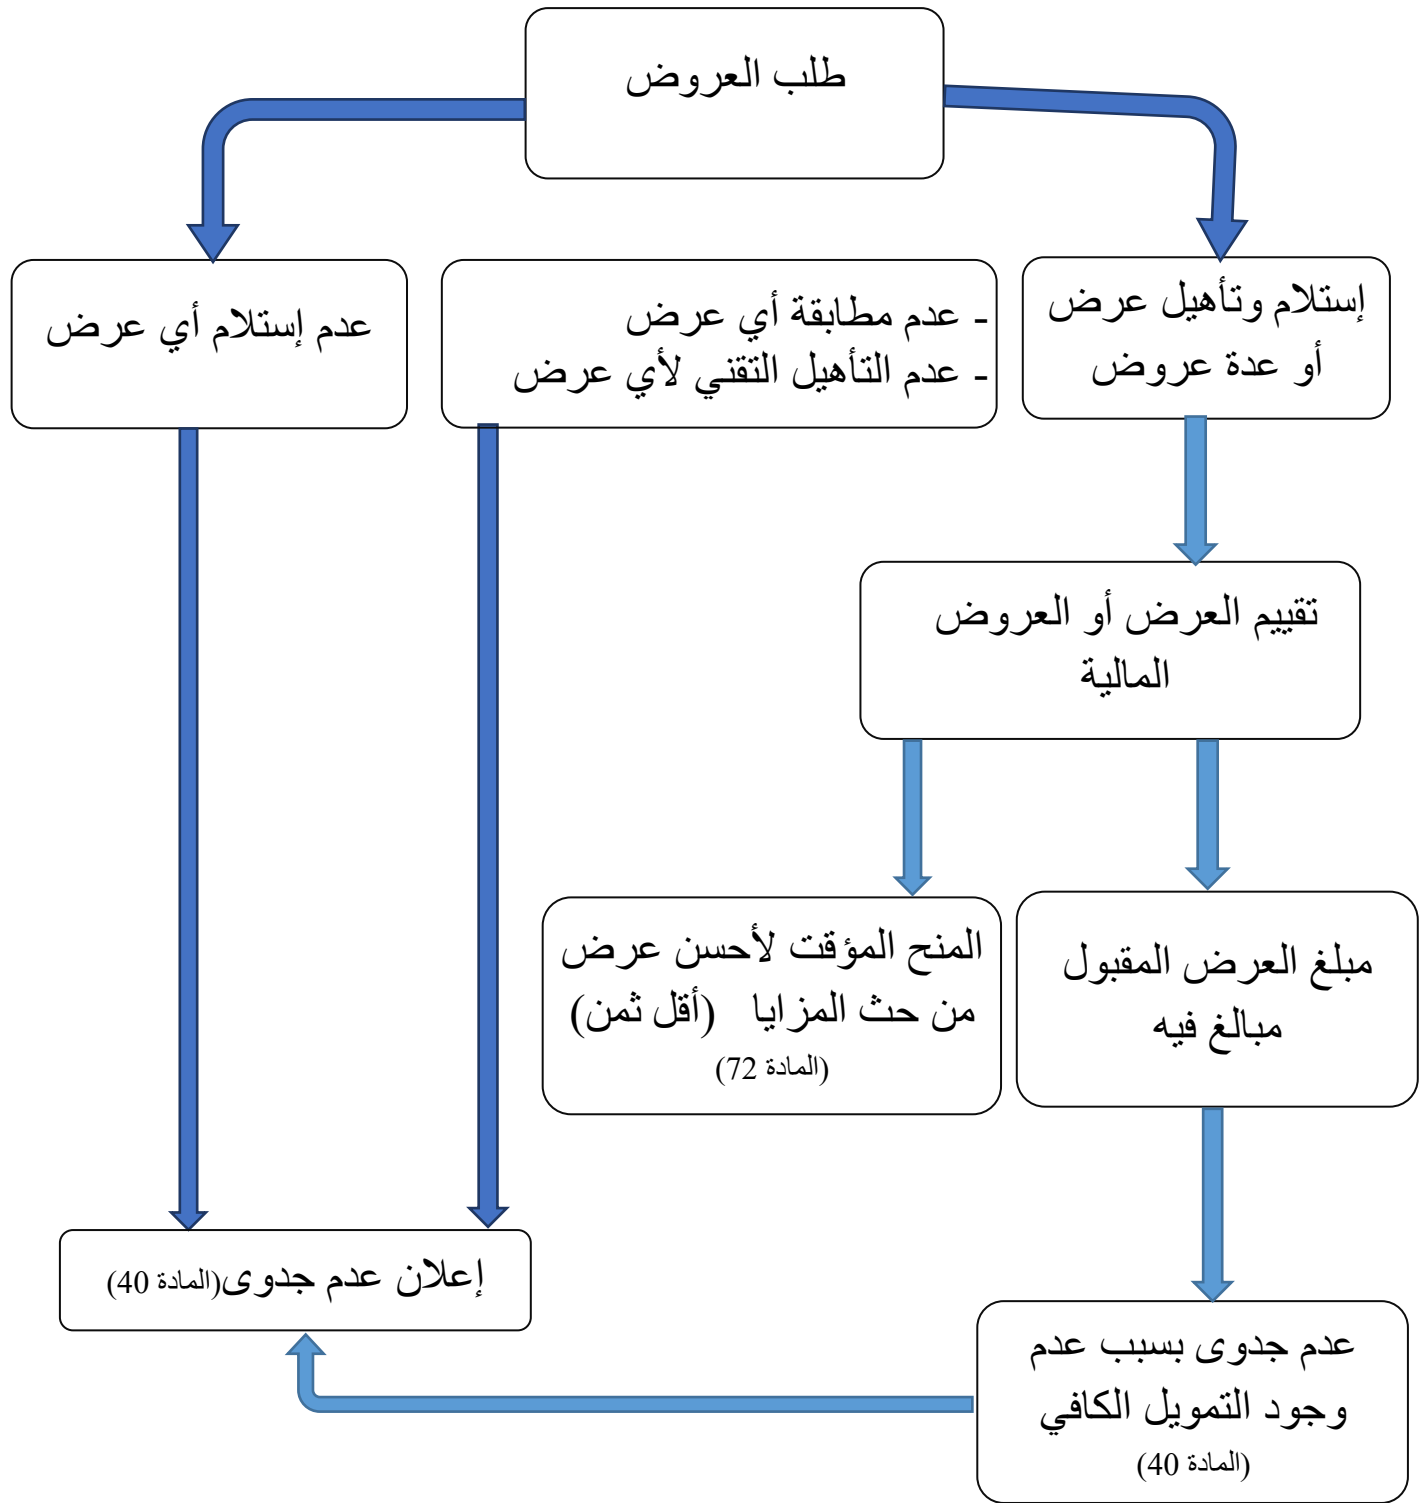 طلب العروض
إستلام وتأهيل عرض
أو عدة عروض
- عدم مطابقة أي عرض
- عدم التأهيل التقني لأي عرض
عدم إستلام أي عرض
تقييم العرض أو العروض
المالية
مبلغ العرض المقبول
مبالغ فيه
المنح المؤقت لأحسن عرض
من حث المزايا (أقل ثمن)
(المادة 72)
إعلان عدم جدوى(المادة 40)
عدم جدوى بسبب عدم
وجود التمويل الكافي
(المادة 40)